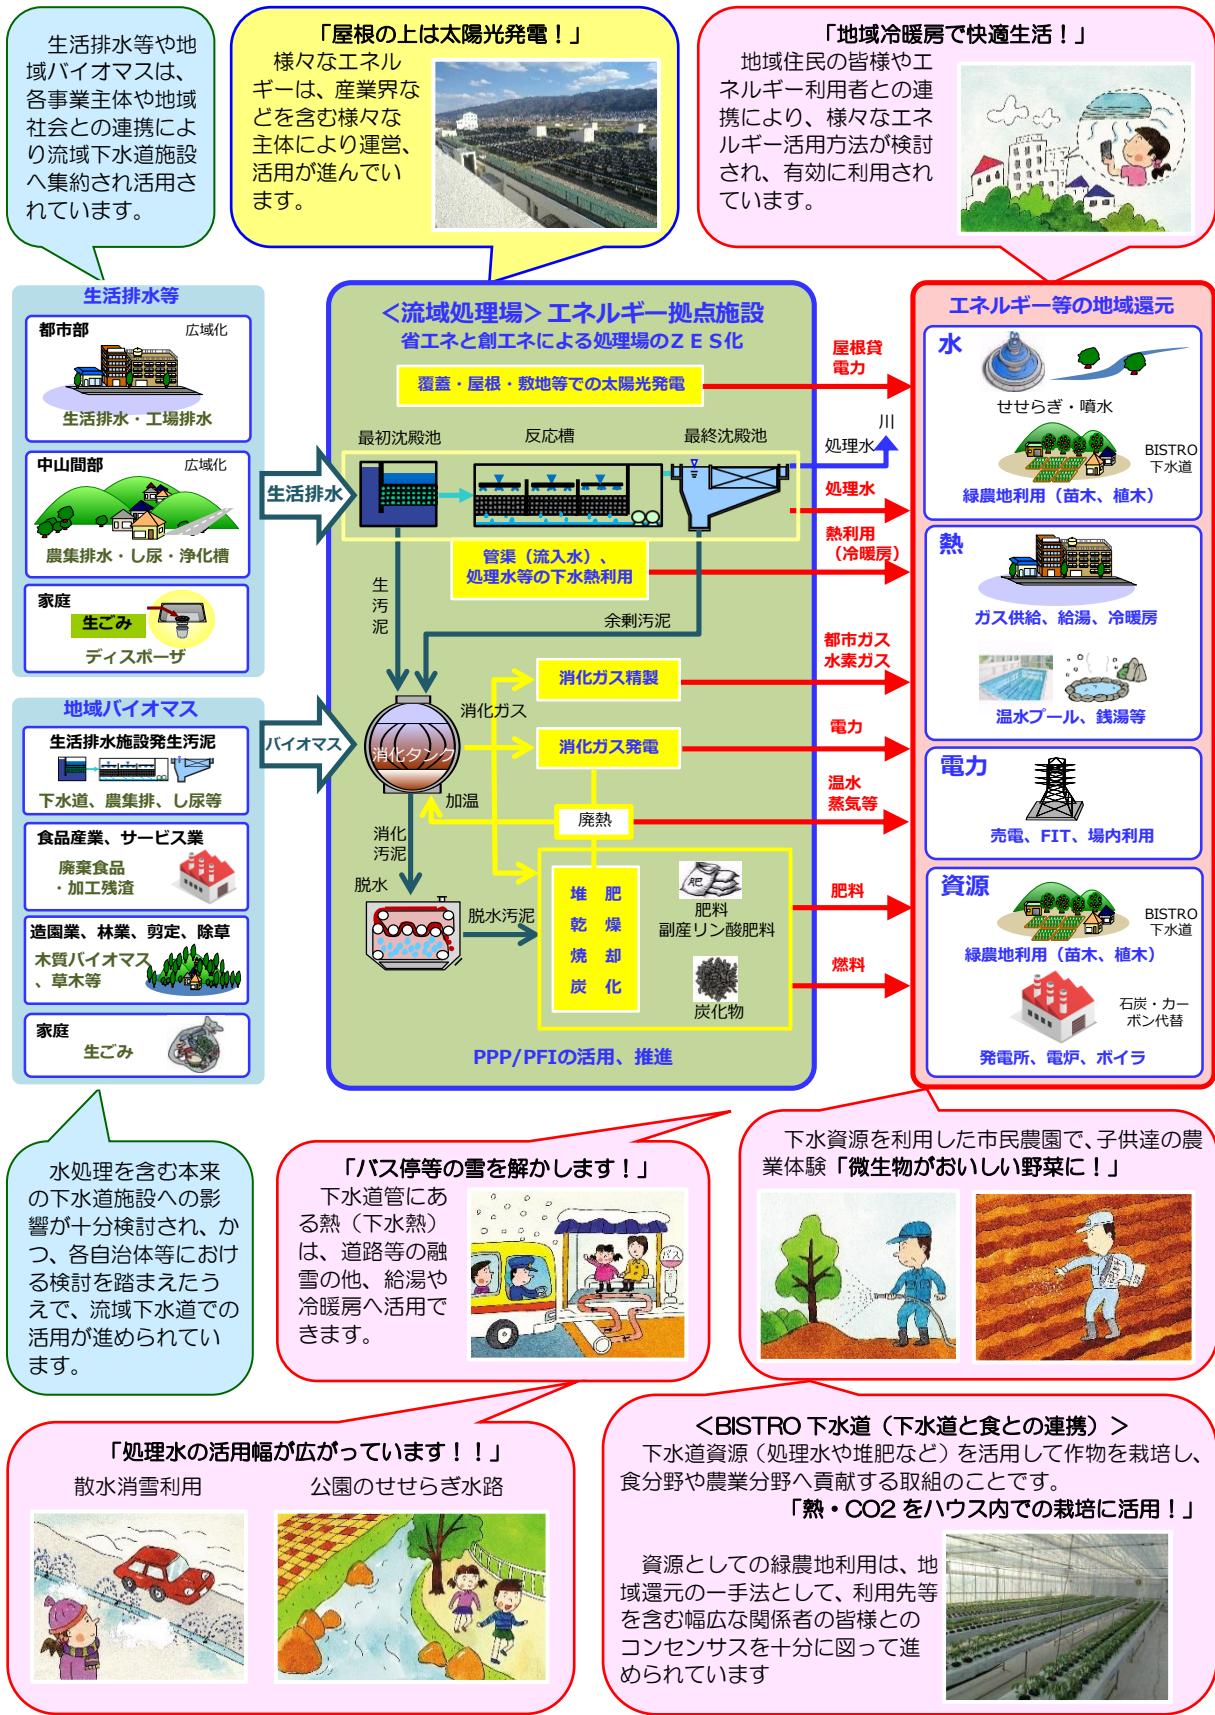 生活排水等や地
域バイオマスは、
各事業主体や地域
社会との連携によ
り流域下水道施設
へ集約され活用さ
れています。
「屋根の上は太陽光発電！」
様々なエネル
ギーは、産業界な
どを含む様々な
主体により運営、
活用が進んでい
ます。
「地域冷暖房で快適生活！」
地域住民の皆様やエ
ネルギー利用者との連
携により、様々なエネ
ルギー活用方法が検討
され、有効に利用され
ています。
生活排水等
都市部
広域化
生活排水・工場排水
中山間部
広域化
農集排水・し尿・浄化槽
家庭
生ごみ
ディスポーザ
地域バイオマス
生活排水施設発生汚泥
下水道、農集排、し尿等
食品産業、サービス業
廃棄食品
・加工残渣
造園業、林業、剪定、除草
木質バイオマス
、草木等
家庭
生ごみ
生活排水
バイオマス
＜流域処理場＞エネルギー拠点施設
省エネと創エネによる処理場のＺＥＳ化
覆蓋・屋根・敷地等での太陽光発電
最初沈殿池
反応槽
最終沈殿池
管渠（流入水）、
処理水等の下水熱利用
生
汚
泥
余剰汚泥
消化ガス精製
消化ガス
消化タンク
消化ガス発電
加温
廃熱
消化
汚泥
脱水
脱水汚泥
堆　肥
乾　燥
焼　却
炭　化
肥
肥料
副産リン酸肥料
炭化物
PPP/PFIの活用、推進
屋根貸
電力
川
処理水
処理水
熱利用
（冷暖房）
都市ガス
水素ガス
電力
温水
蒸気等
肥料
燃料
エネルギー等の地域還元
水
せせらぎ・噴水
BISTRO
下水道
緑農地利用（苗木、植木）
熱
ガス供給、給湯、冷暖房
温水プール、銭湯等
電力
売電、FIT、場内利用
資源
BISTRO
下水道
緑農地利用（苗木、植木）
石炭・カー
ボン代替
発電所、電炉、ボイラ
水処理を含む本来
の下水道施設への影
響が十分検討され、か
つ、各自治体等におけ
る検討を踏まえたう
えで、流域下水道での
活用が進められてい
ます。
「バス停等の雪を解かします！」
下水道管にあ
る熱（下水熱）
は、道路等の融
雪の他、給湯や
冷暖房へ活用で
きます。
バス
下水資源を利用した市民農園で、子供達の農
業体験「微生物がおいしい野菜に！」
「処理水の活用幅が広がっています！！」
散水消雪利用
公園のせせらぎ水路
＜BISTRO 下水道（下水道と食との連携）＞
下水道資源（処理水や堆肥など）を活用して作物を栽培し、
食分野や農業分野へ貢献する取組のことです。
「熱・CO2 をハウス内での栽培に活用！」
資源としての緑農地利用は、地
域還元の一手法として、利用先等
を含む幅広な関係者の皆様との
コンセンサスを十分に図って進
められています